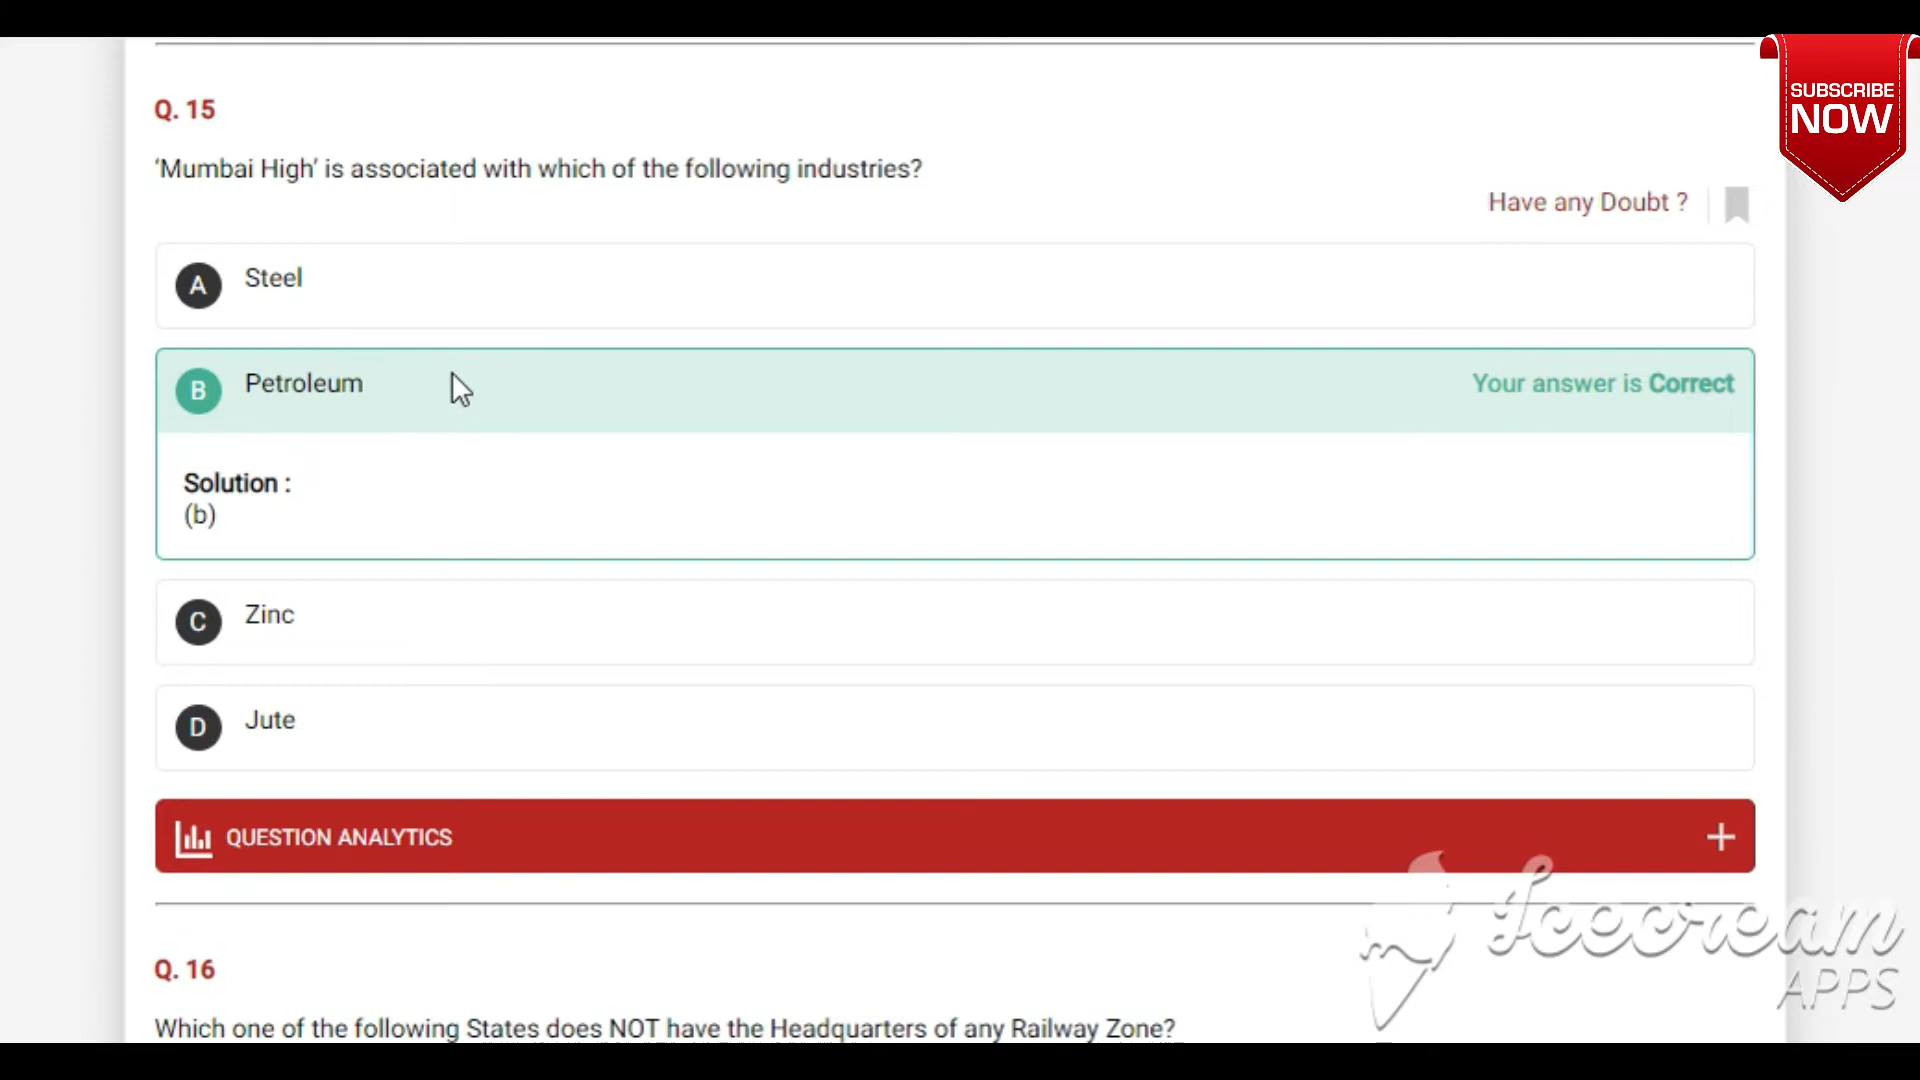 SUBSCRIBE
NOW
Q. 15
‘Mumbai High’ is associated with which of the following industries?
Have any Doubt ?
A Steel
B Petroleum
Your answer is Correct
Solution :
(b)
C Zinc
D Jute
QUESTION ANALYTICS +
Icecream
APPS
Q. 16
Which one of the following States does NOT have the Headquarters of any Railway Zone?